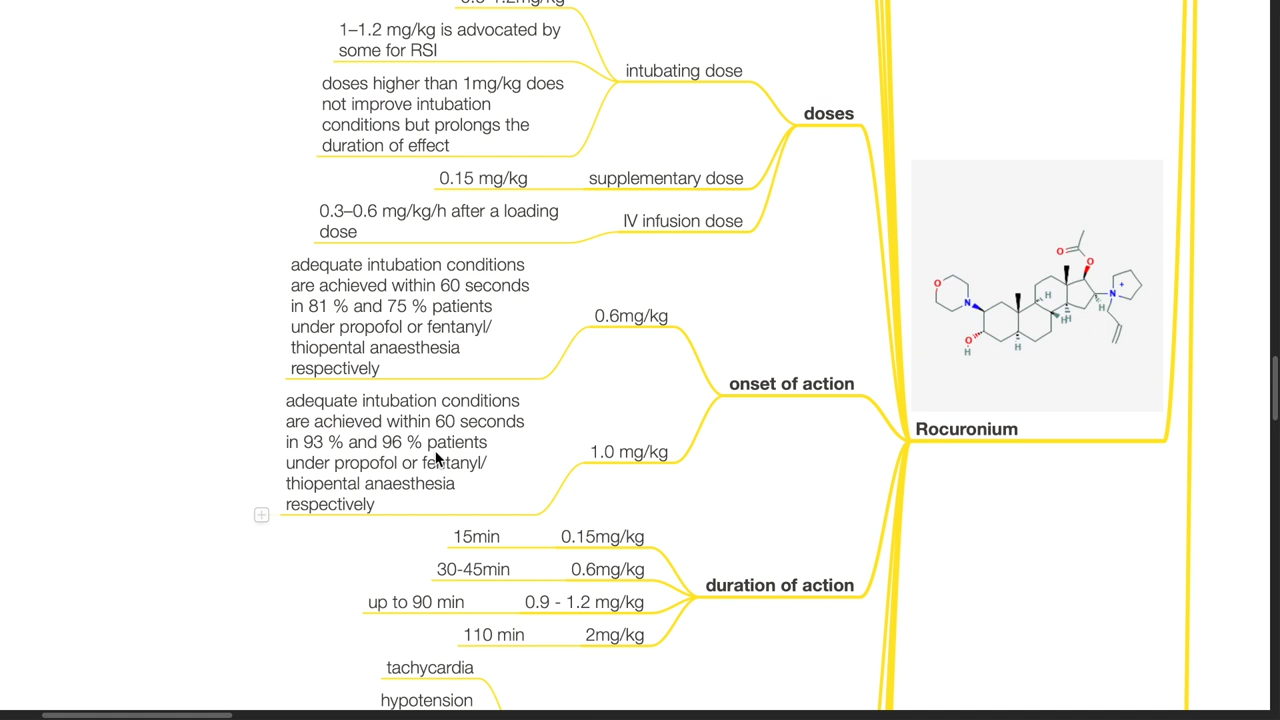 1–1.2 mg/kg is advocated by
some for RSI
doses higher than 1mg/kg does
not improve intubation
conditions but prolongs the
duration of effect
intubating dose
doses
0.15 mg/kg
supplementary dose
0.3–0.6 mg/kg/h after a loading
dose
IV infusion dose
adequate intubation conditions
are achieved within 60 seconds
in 81 % and 75 % patients
under propofol or fentanyl/
thiopental anaesthesia
respectively
0.6mg/kg
onset of action
adequate intubation conditions
are achieved within 60 seconds
in 93 % and 96 % patients
under propofol or fentanyl/
thiopental anaesthesia
respectively
1.0 mg/kg
15min
0.15mg/kg
30-45min
0.6mg/kg
up to 90 min
0.9 - 1.2 mg/kg
110 min
2mg/kg
duration of action
tachycardia
hypotension
O
O
O
N
N
+
H
H
H
H
H
O
H
Rocuronium